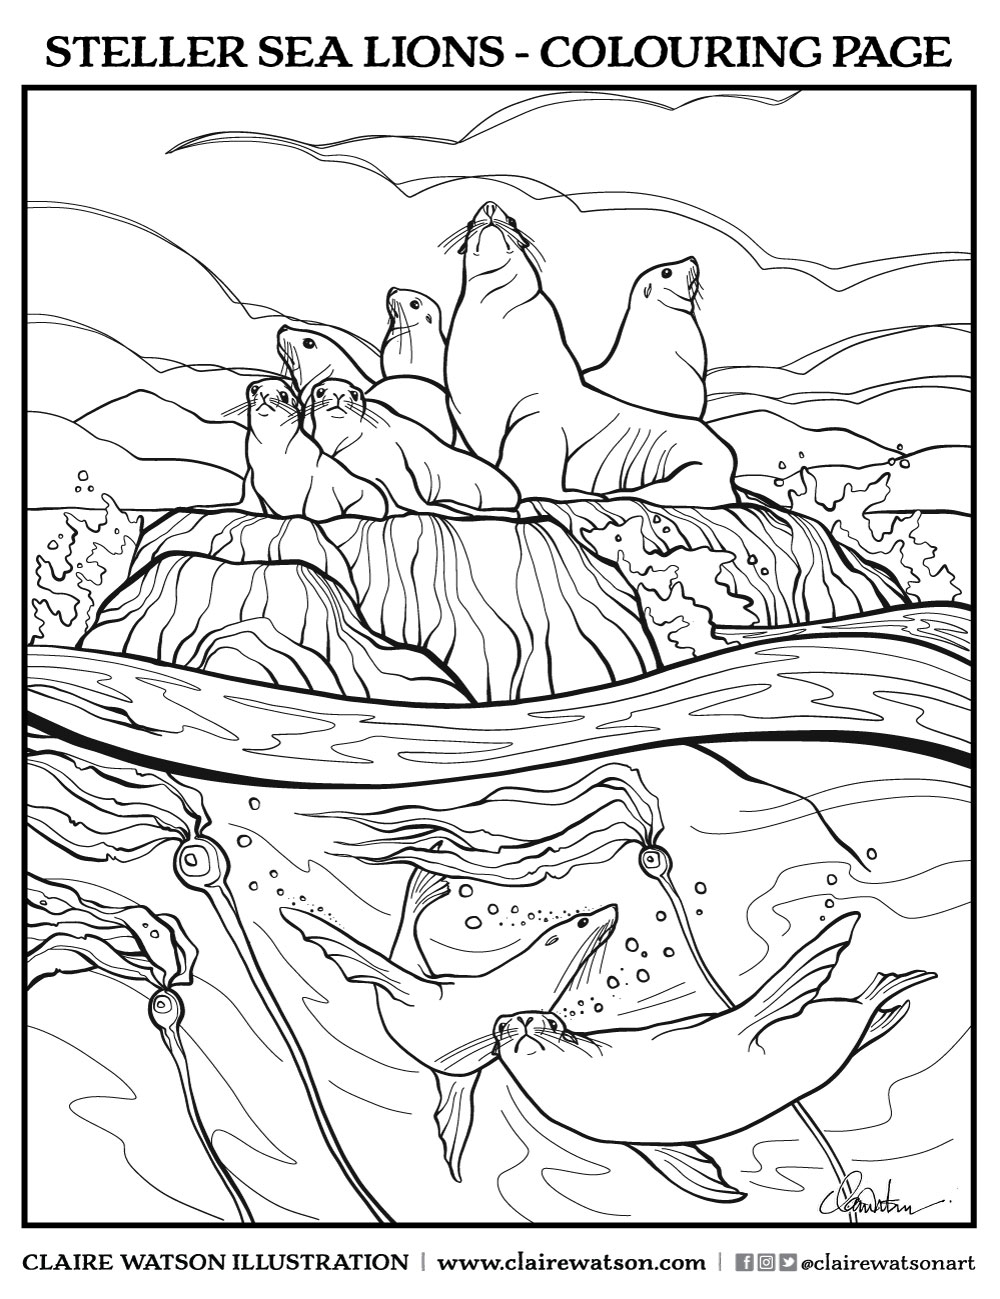 STELLER SEA LIONS - COLOURING PAGE
CLAIRE WATSON ILLUSTRATION | www.clairewatson.com | @clairewatsonart